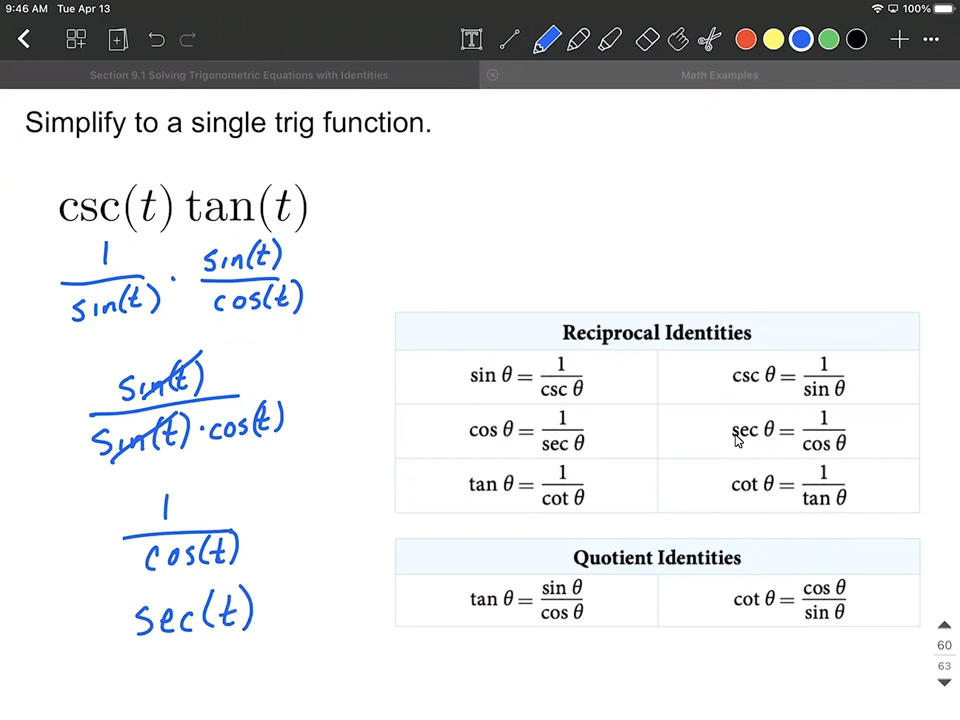 9:46 AM Tue Apr 13 100%
Section 9.1 Solving Trigonometric Equations with Identities Math Examples
Simplify to a single trig function.
csc(t) tan(t)
1/sin(t) · sin(t)/cos(t)
sin(t)/sin(t) · cos(t)
1/cos(t)
sec(t)
Reciprocal Identities
sin θ = 1/csc θ csc θ = 1/sin θ
cos θ = 1/sec θ sec θ = 1/cos θ
tan θ = 1/cot θ cot θ = 1/tan θ
Quotient Identities
tan θ = sin θ/cos θ cot θ = cos θ/sin θ
60
63